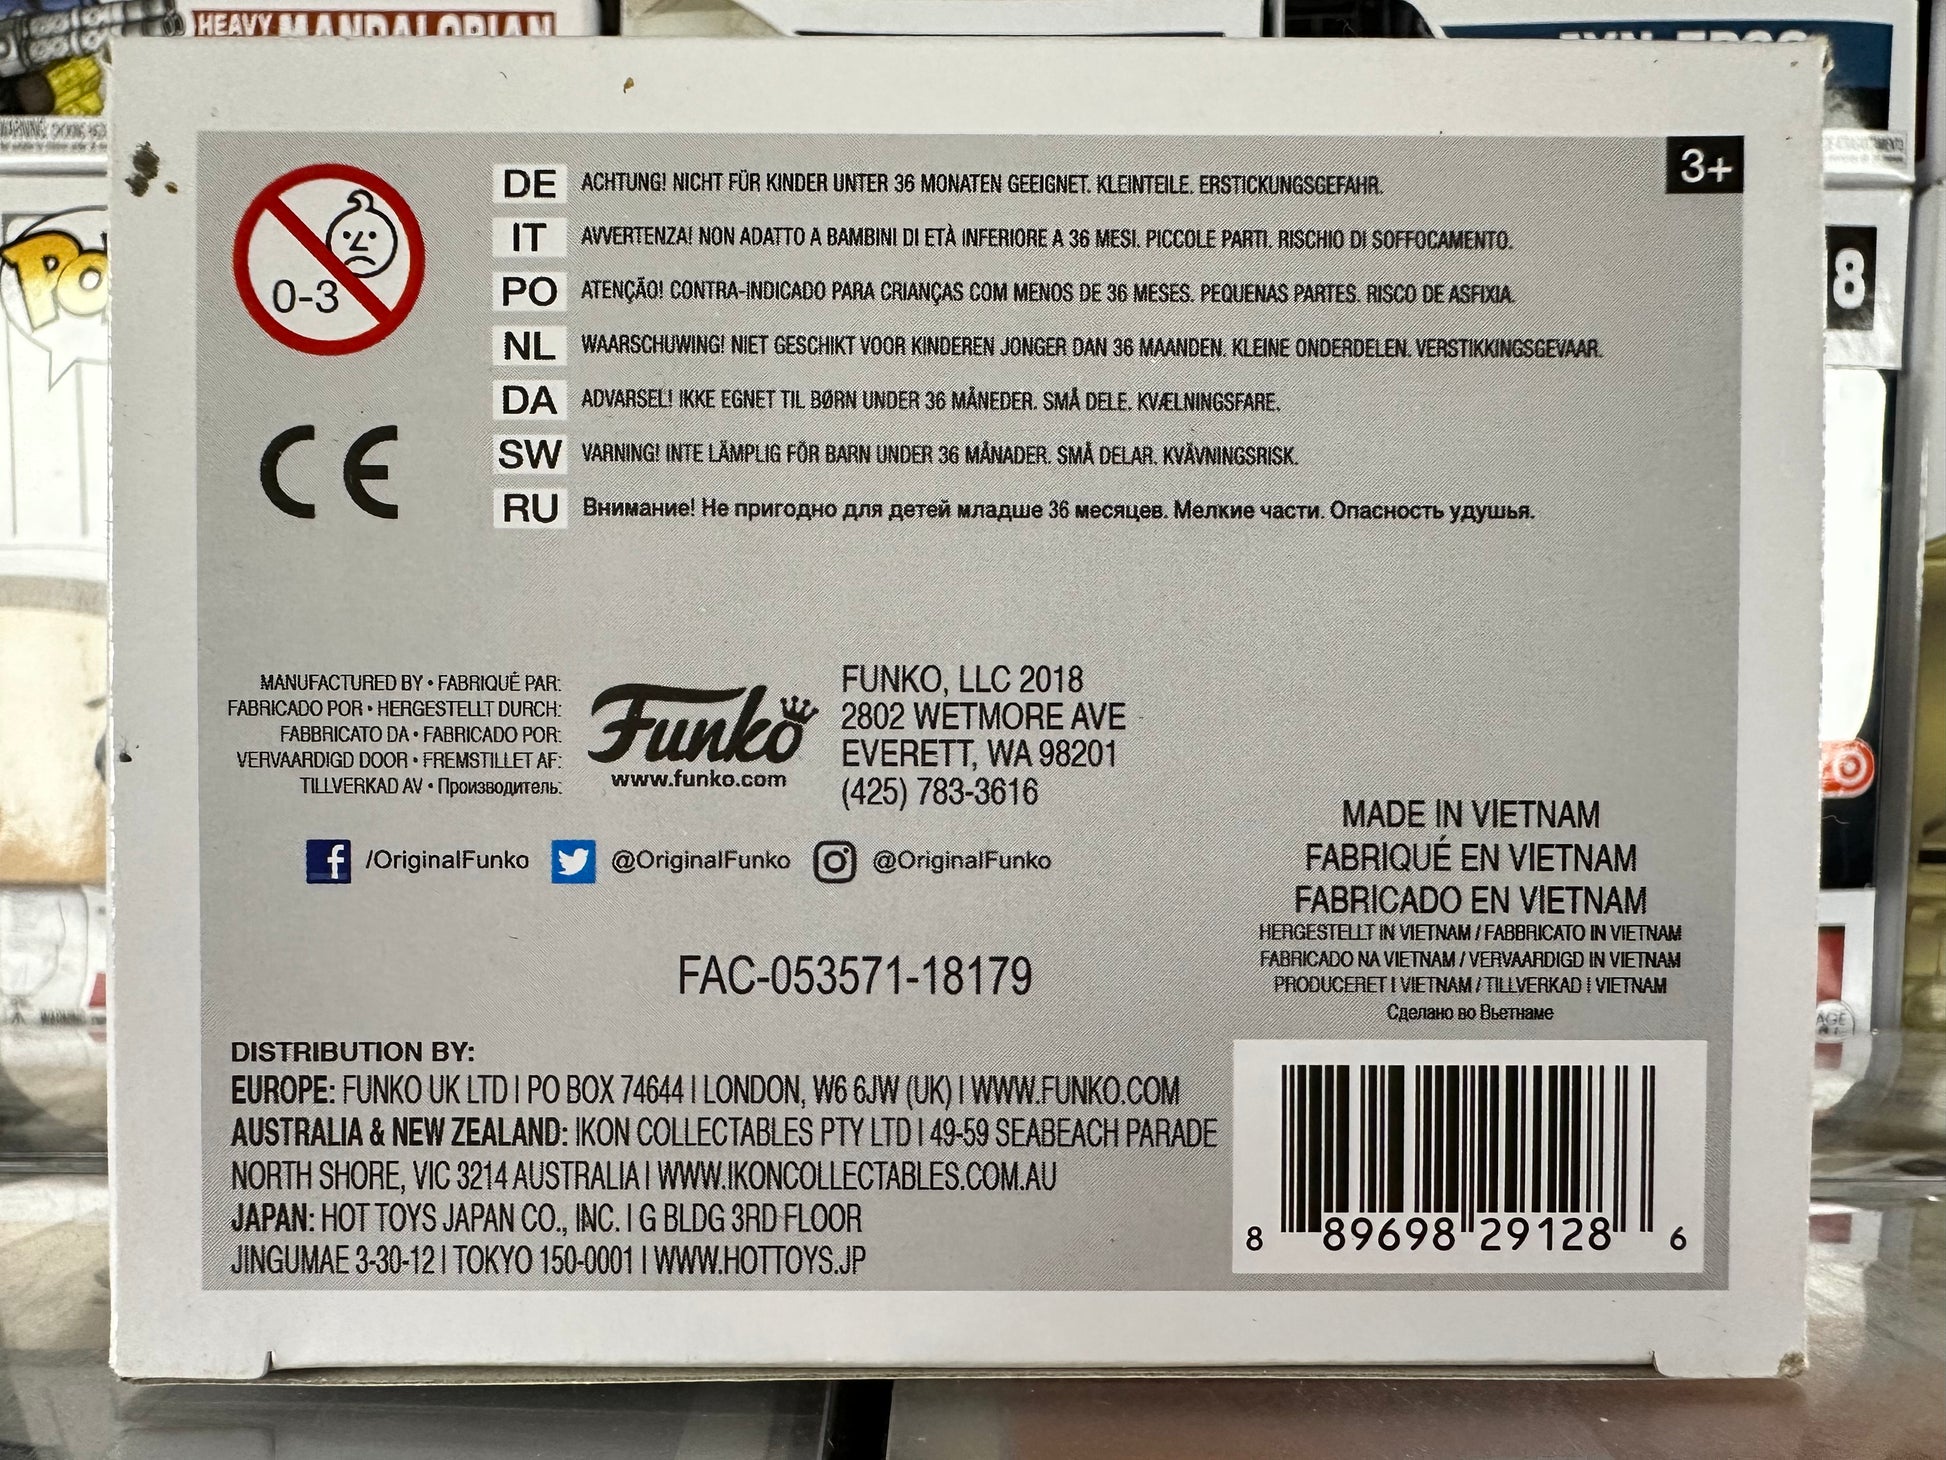 HEAVY MANDALORIAN
3+
0-3
DE ACHTUNG! NICHT FÜR KINDER UNTER 36 MONATEN GEEIGNET. KLEINTEILE. ERSTICKUNGSGEFAHR.
IT AVVERTENZA! NON ADATTO A BAMBINI DI ETÀ INFERIORE A 36 MESI. PICCOLE PARTI. RISCHIO DI SOFFOCAMENTO.
PO ATENÇÃO! CONTRA-INDICADO PARA CRIANÇAS COM MENOS DE 36 MESES. PEQUENAS PARTES. RISCO DE ASFIXIA.
NL WAARSCHUWING! NIET GESCHIKT VOOR KINDEREN JONGER DAN 36 MAANDEN. KLEINE ONDERDELEN. VERSTIKKINGSGEVAAR.
DA ADVARSEL! IKKE EGNET TIL BØRN UNDER 36 MÅNEDER. SMÅ DELE. KVÆLNINGSFARE.
SW VARNING! INTE LÄMPLIG FÖR BARN UNDER 36 MÅNADER. SMÅ DELAR. KVÄVNINGSRISK.
RU Внимание! Не пригодно для детей младше 36 месяцев. Мелкие части. Опасность удушья.
CE
8
MANUFACTURED BY • FABRIQUÉ PAR:
FABRICADO POR • HERGESTELLT DURCH:
FABBRICATO DA • FABRICADO POR:
VERVAARDIGD DOOR • FREMSTILLET AF:
TILLVERKAD AV • Производитель:
Funko
www.funko.com
FUNKO, LLC 2018
2802 WETMORE AVE
EVERETT, WA 98201
(425) 783-3616
/OriginalFunko @OriginalFunko @OriginalFunko
MADE IN VIETNAM
FABRIQUÉ EN VIETNAM
FABRICADO EN VIETNAM
HERGESTELLT IN VIETNAM / FABBRICATO IN VIETNAM
FABRICADO NA VIETNAM / VERVAARDIGD IN VIETNAM
PRODUCERET I VIETNAM / TILLVERKAD I VIETNAM
Сделано во Вьетнаме
FAC-053571-18179
DISTRIBUTION BY:
EUROPE: FUNKO UK LTD | PO BOX 74644 | LONDON, W6 6JW (UK) | WWW.FUNKO.COM
AUSTRALIA & NEW ZEALAND: IKON COLLECTABLES PTY LTD | 49-59 SEABEACH PARADE
NORTH SHORE, VIC 3214 AUSTRALIA | WWW.IKONCOLLECTABLES.COM.AU
JAPAN: HOT TOYS JAPAN CO., INC. | G BLDG 3RD FLOOR
JINGUMAE 3-30-12 | TOKYO 150-0001 | WWW.HOTTOYS.JP
8 89698 29128 6